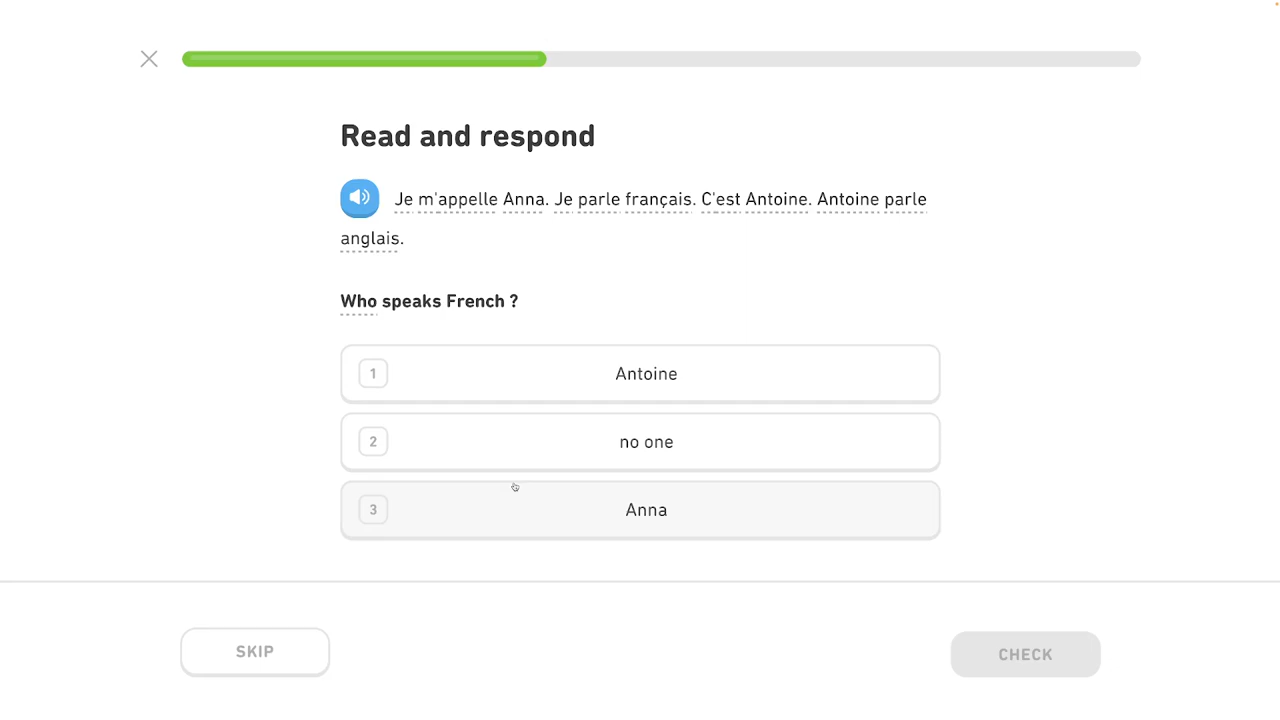 Read and respond
Je m'appelle Anna. Je parle français. C'est Antoine. Antoine parle
anglais.
Who speaks French ?
1 Antoine
2 no one
3 Anna
SKIP
CHECK